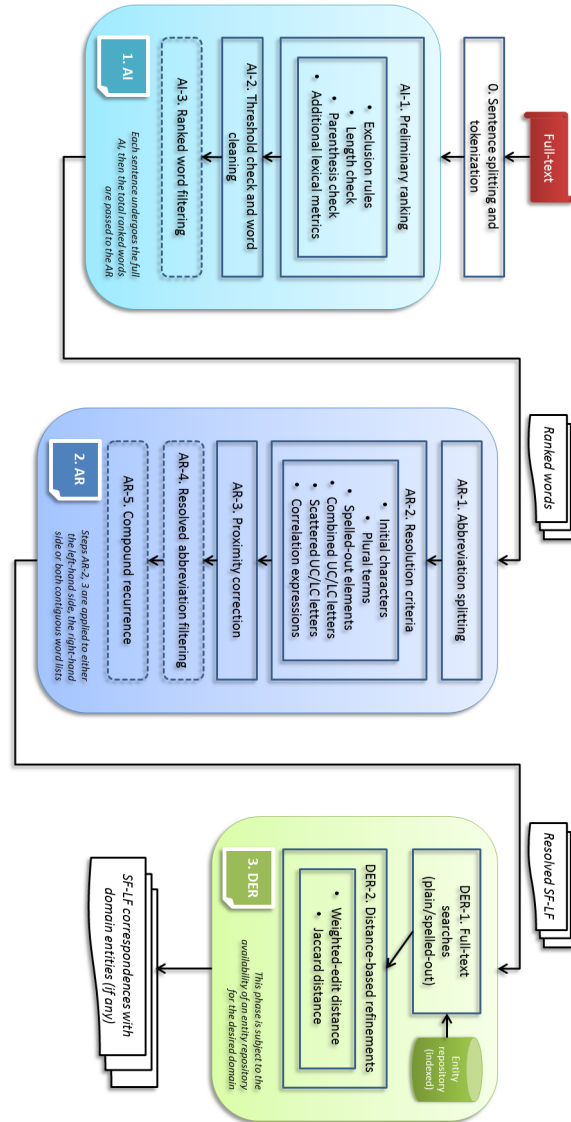 Full-text
0. Sentence splitting and
tokenization
AI-1. Preliminary ranking
• Exclusion rules
• Length check
• Parenthesis check
• Additional lexical metrics
AI-2. Threshold check and word
cleaning
AI-3. Ranked word filtering
1. AI
Each sentence undergoes the full
AI, then the total ranked words
are passed to the AR
Ranked words
AR-1. Abbreviation splitting
AR-2. Resolution criteria
• Initial characters
• Plural terms
• Spelled-out elements
• Combined UC/LC letters
• Scattered UC/LC letters
• Correlation expressions
AR-3. Proximity correction
AR-4. Resolved abbreviation filtering
AR-5. Compound recurrence
2. AR
Steps AR-2, 3 are applied to either
the left-hand side, the right-hand
side or both contiguous word lists
Resolved SF-LF
DER-1. Full-text
searches
(plain/spelled-out)
Entity
repository
(indexed)
DER-2. Distance-based refinements
• Weighted-edit distance
• Jaccard distance
3. DER
This phase is subject to the
availability of an entity repository
for the desired domain
SF-LF correspondences with
domain entities (if any)